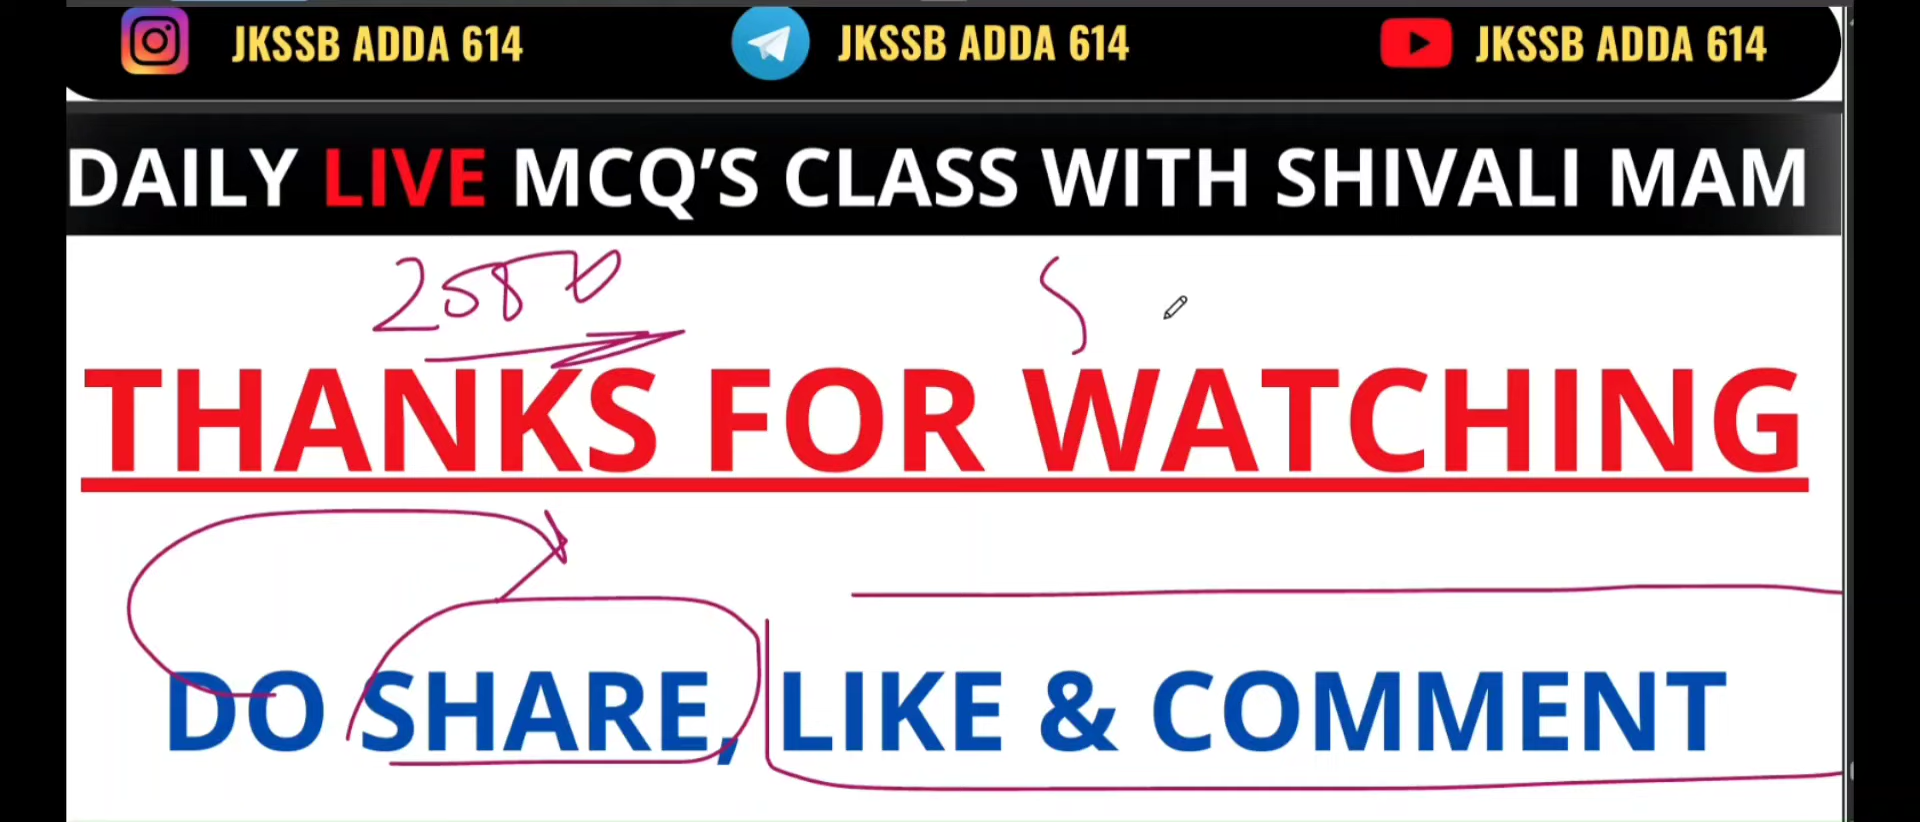 JKSSB ADDA 614 JKSSB ADDA 614 JKSSB ADDA 614
DAILY LIVE MCQ’S CLASS WITH SHIVALI MAM
THANKS FOR WATCHING
DO SHARE, LIKE & COMMENT